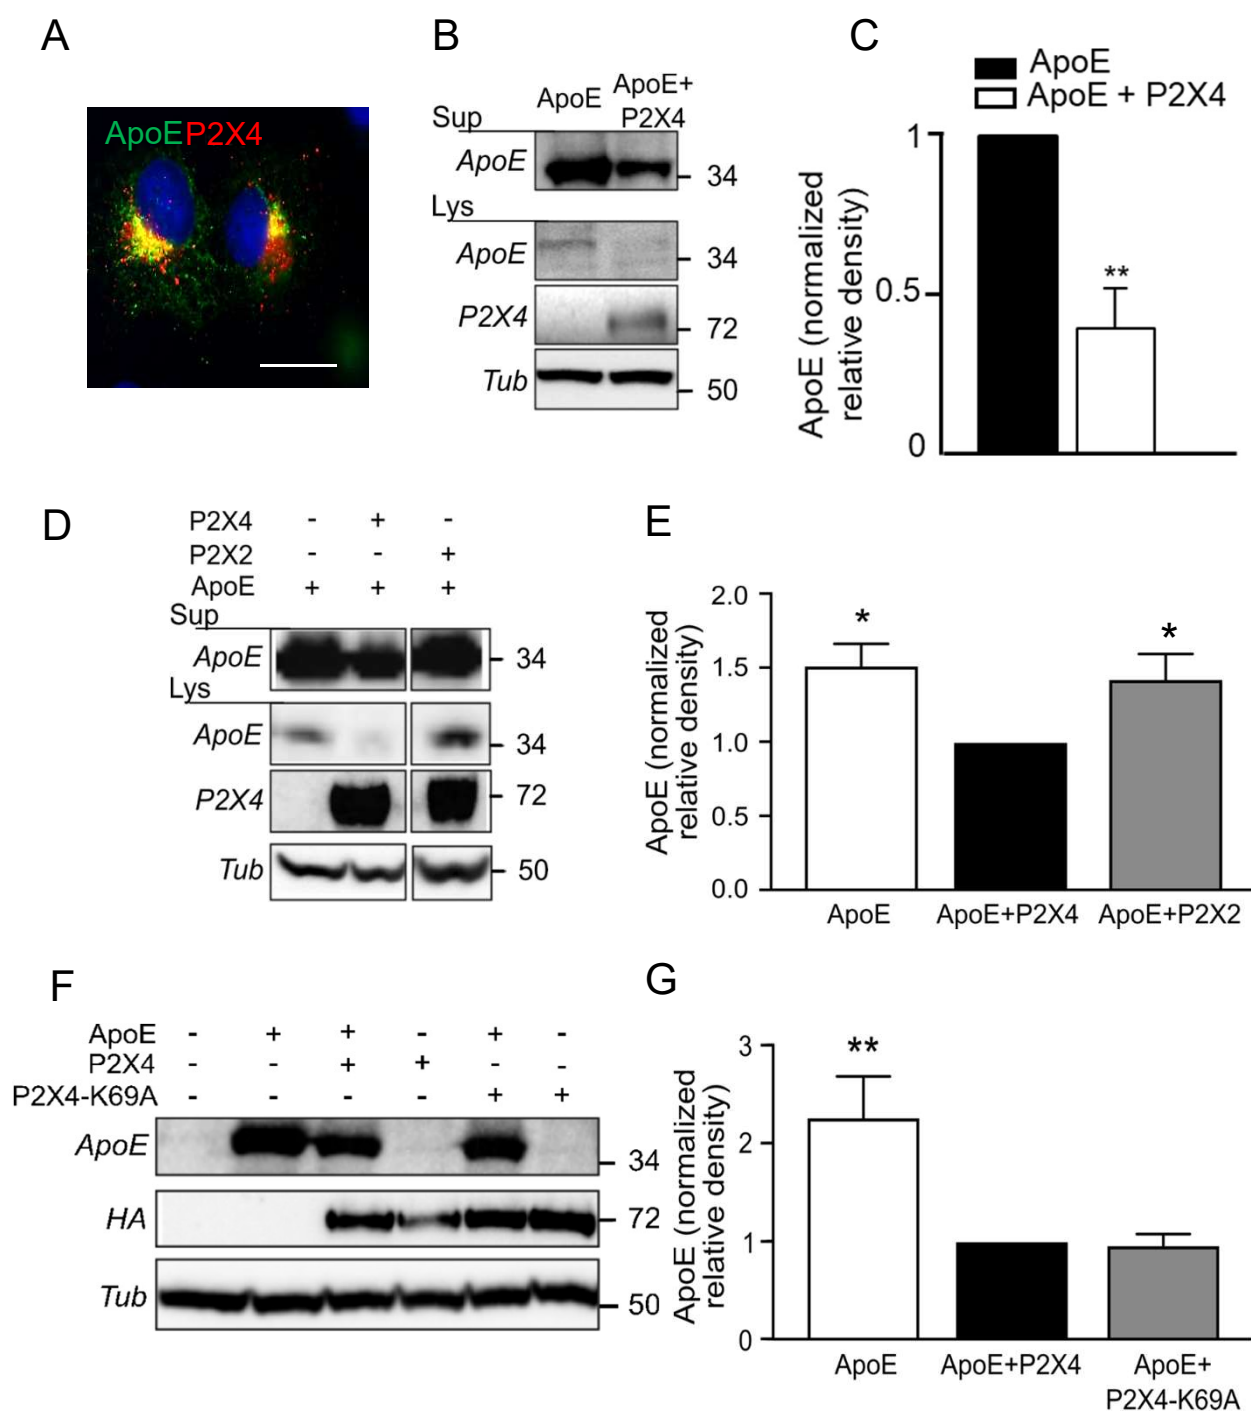 A
ApoE P2X4
B
ApoE
ApoE+
P2X4
Sup
ApoE
34
Lys
ApoE
34
P2X4
72
Tub
50
C
ApoE
ApoE + P2X4
1
0.5
0
ApoE (normalized
relative density)
**
D
P2X4 - + -
P2X2 - - +
ApoE + + +
Sup
ApoE
34
Lys
ApoE
34
P2X4
72
Tub
50
E
2.0
1.5
1.0
0.5
0.0
ApoE (normalized
relative density)
*
*
ApoE
ApoE+P2X4
ApoE+P2X2
F
ApoE - + + - + -
P2X4 - - + + - -
P2X4-K69A - - - - + +
ApoE
34
HA
72
Tub
50
G
3
2
1
0
ApoE (normalized
relative density)
**
ApoE
ApoE+P2X4
ApoE+
P2X4-K69A